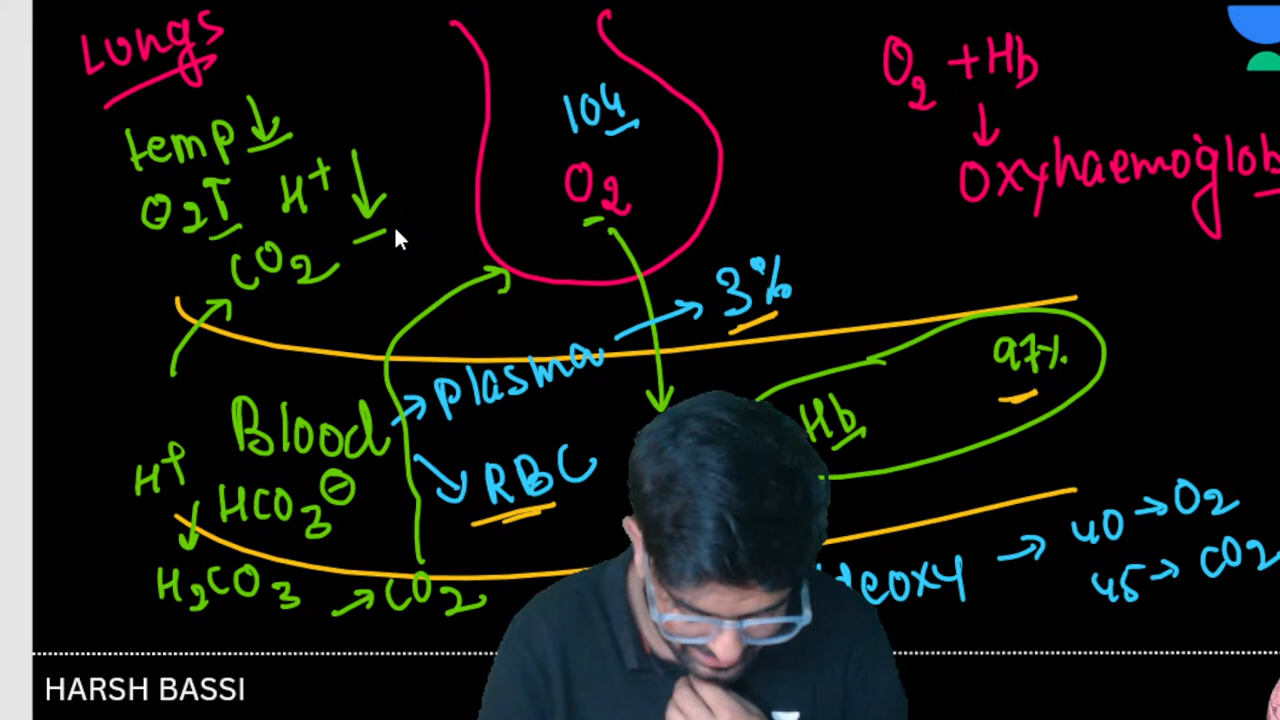 Lungs
temp↓
O2↑ H+ ↓
CO2
104
O2
O2 + Hb
↓
Oxyhaemoglob
plasma → 3%
Blood
RBC
Hb
97%
H+
HCO3⊖
H2CO3 → CO2
deoxy → 40 → O2
45 → CO2
HARSH BASSI